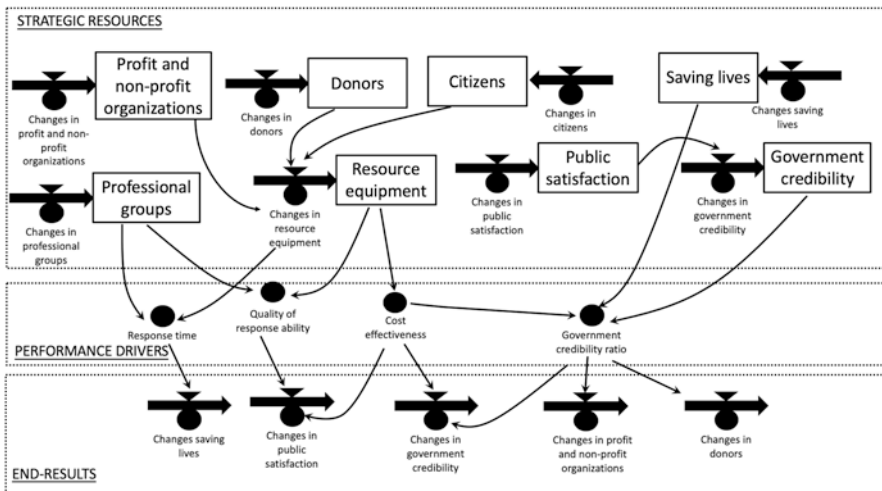 STRATEGIC RESOURCES
Profit and
non-profit
organizations
Changes in
profit and non-
profit
organizations
Donors
Changes in
donors
Citizens
Changes in
citizens
Saving lives
Changes saving
lives
Professional
groups
Changes in
professional
groups
Resource
equipment
Changes in
resource
equipment
Public
satisfaction
Changes in
public
satisfaction
Government
credibility
Changes in
government
credibility
Response time
Quality of
response ability
Cost
effectiveness
Government
credibility ratio
PERFORMANCE DRIVERS
Changes saving
lives
Changes in
public
satisfaction
Changes in
government
credibility
Changes in profit
and non-profit
organizations
Changes in
donors
END-RESULTS